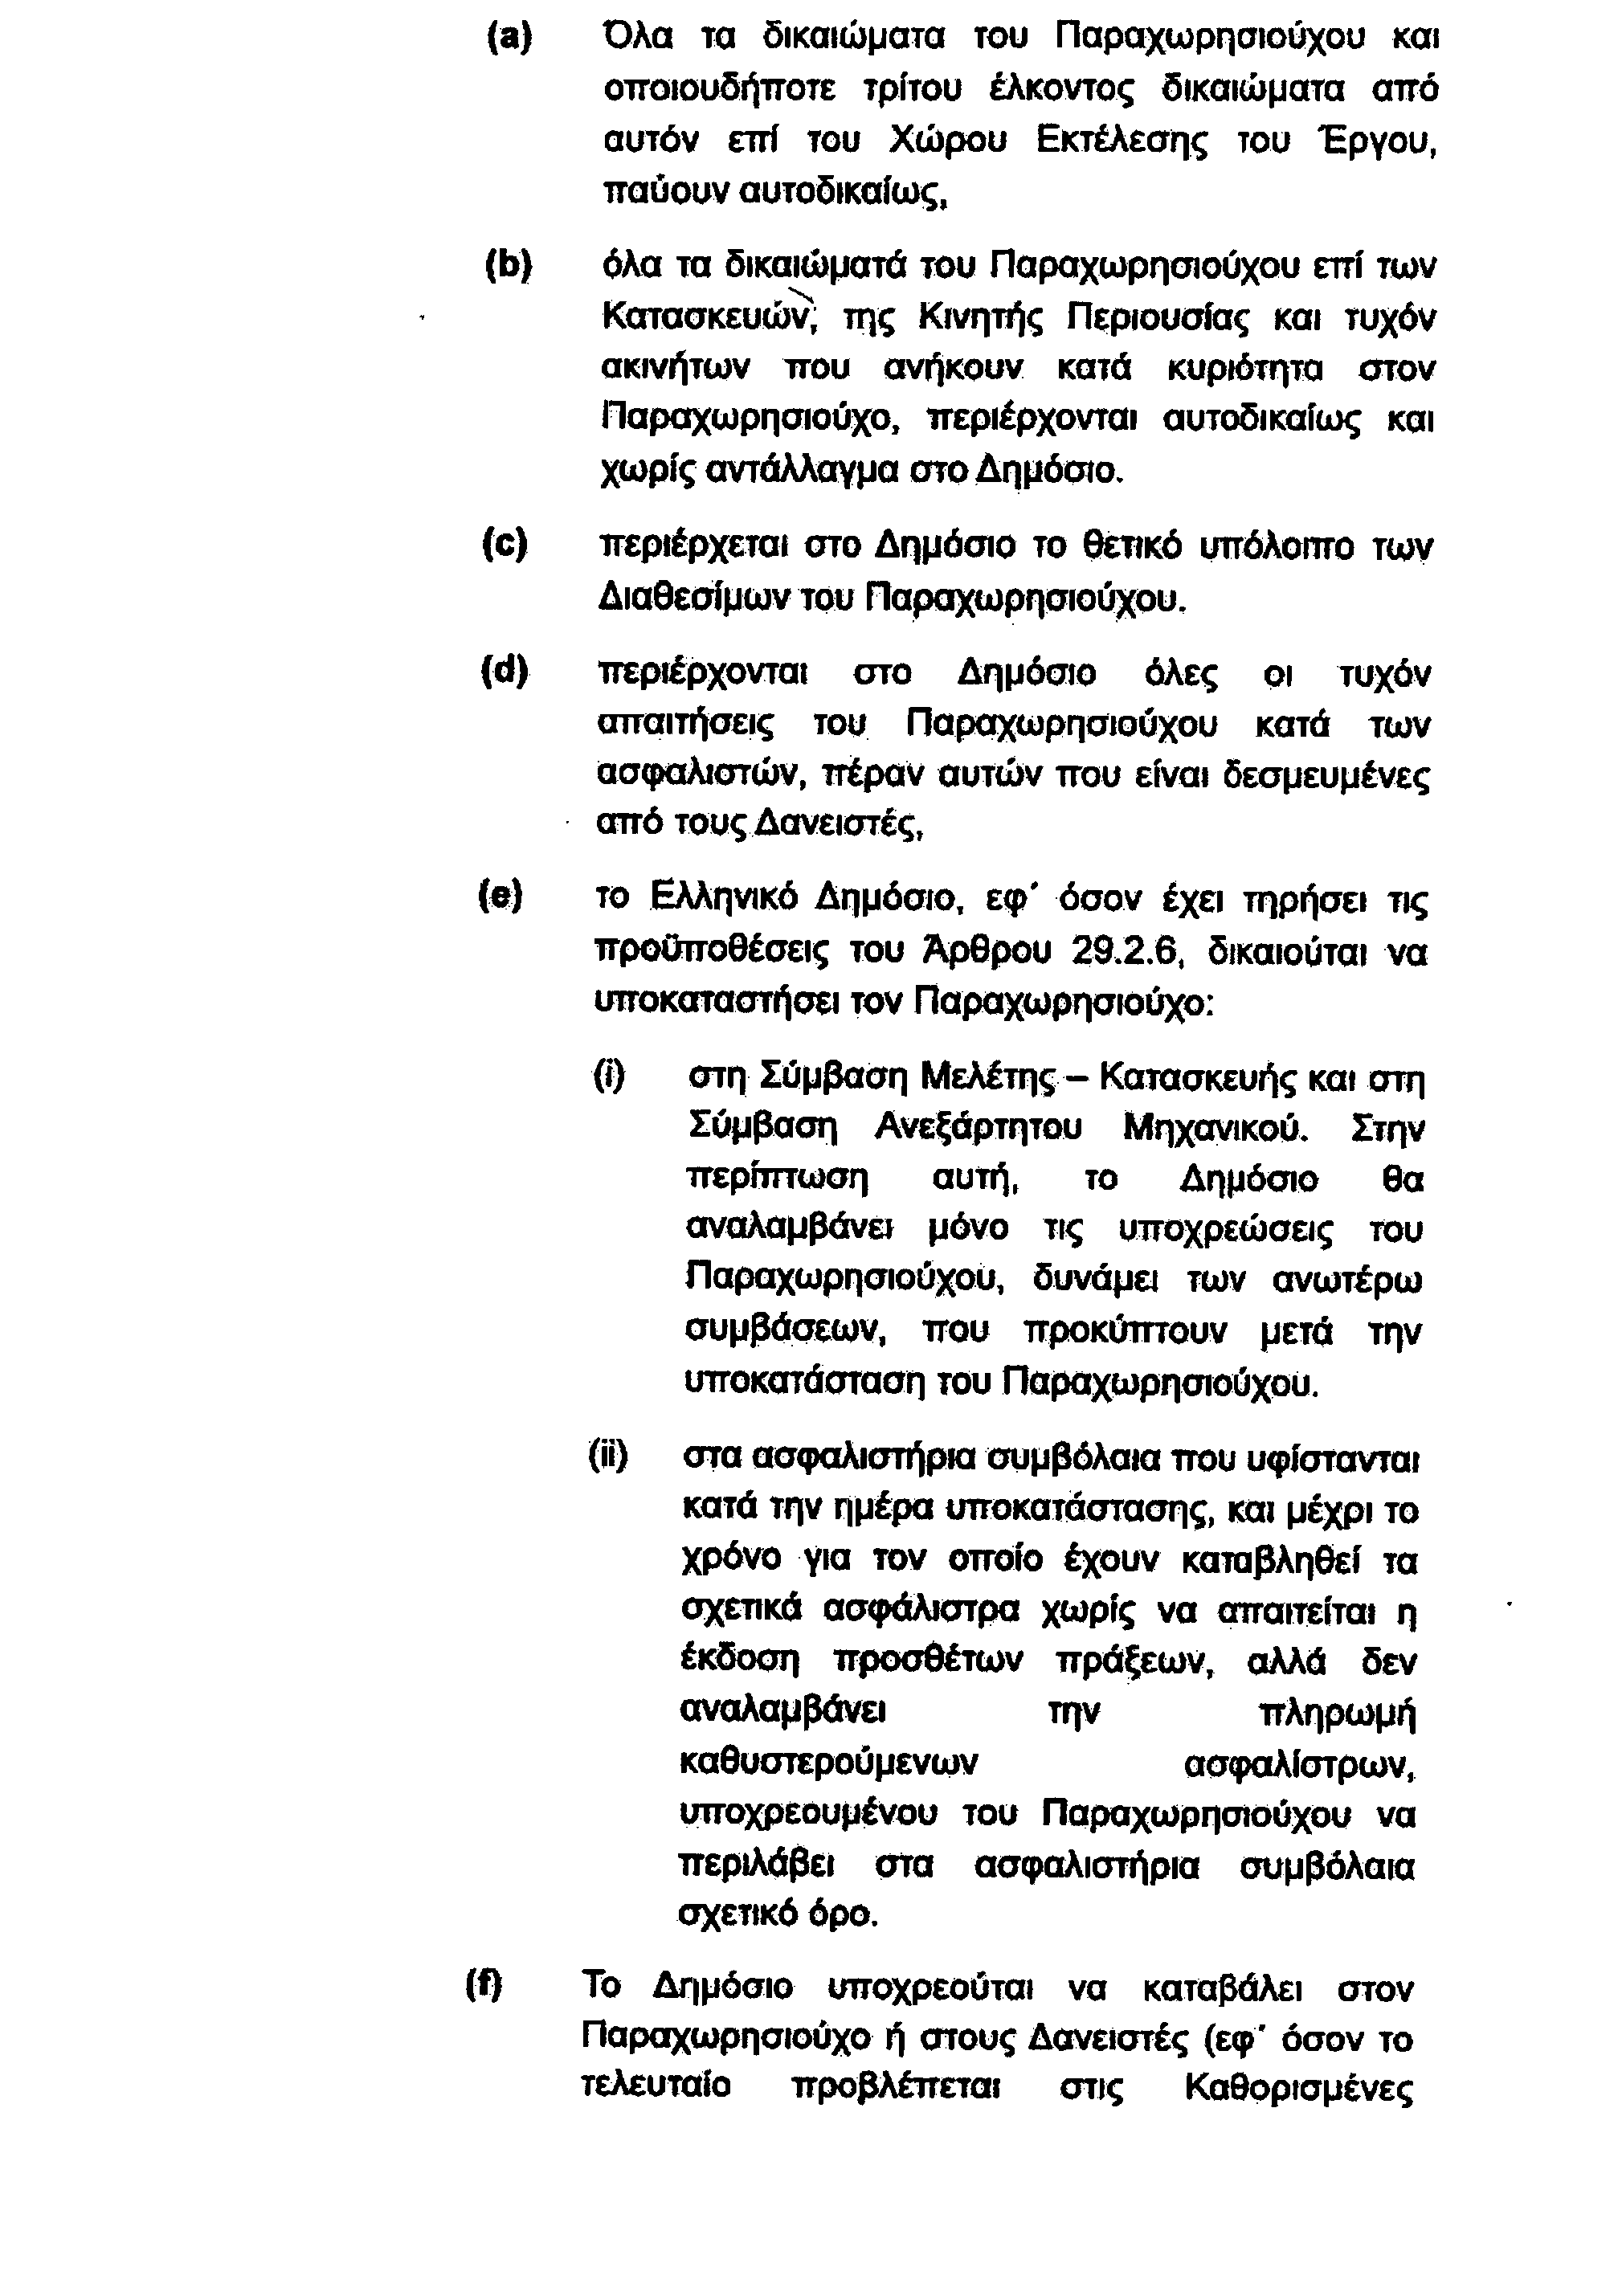 (a) Όλα τα δικαιώματα του Παραχωρησιούχου και
οποιουδήποτε τρίτου έλκοντος δικαιώματα από
αυτόν επί του Χώρου Εκτέλεσης του Έργου,
παύουν αυτοδικαίως,
(b) όλα τα δικαιώματά του Παραχωρησιούχου επί των
Κατασκευών, της Κινητής Περιουσίας και τυχόν
ακινήτων που ανήκουν κατά κυριότητα στον
Παραχωρησιούχο, περιέρχονται αυτοδικαίως και
χωρίς αντάλλαγμα στο Δημόσιο.
(c) περιέρχεται στο Δημόσιο το θετικό υπόλοιπο των
Διαθεσίμων του Παραχωρησιούχου.
(d) περιέρχονται στο Δημόσιο όλες οι τυχόν
απαιτήσεις του Παραχωρησιούχου κατά των
ασφαλιστών, πέραν αυτών που είναι δεσμευμένες
από τους Δανειστές,
(e) το Ελληνικό Δημόσιο, εφ' όσον έχει τηρήσει τις
προϋποθέσεις του Άρθρου 29.2.6, δικαιούται να
υποκαταστήσει τον Παραχωρησιούχο:
(i) στη Σύμβαση Μελέτης – Κατασκευής και στη
Σύμβαση Ανεξάρτητου Μηχανικού. Στην
περίπτωση αυτή, το Δημόσιο θα
αναλαμβάνει μόνο τις υποχρεώσεις του
Παραχωρησιούχου, δυνάμει των ανωτέρω
συμβάσεων, που προκύπτουν μετά την
υποκατάσταση του Παραχωρησιούχου.
(ii) στα ασφαλιστήρια συμβόλαια που υφίστανται
κατά την ημέρα υποκατάστασης, και μέχρι το
χρόνο για τον οποίο έχουν καταβληθεί τα
σχετικά ασφάλιστρα χωρίς να απαιτείται η
έκδοση προσθέτων πράξεων, αλλά δεν
αναλαμβάνει την πληρωμή
καθυστερούμενων ασφαλίστρων,
υποχρεουμένου του Παραχωρησιούχου να
περιλάβει στα ασφαλιστήρια συμβόλαια
σχετικό όρο.
(f) Το Δημόσιο υποχρεούται να καταβάλει στον
Παραχωρησιούχο ή στους Δανειστές (εφ' όσον το
τελευταίο προβλέπεται στις Καθορισμένες